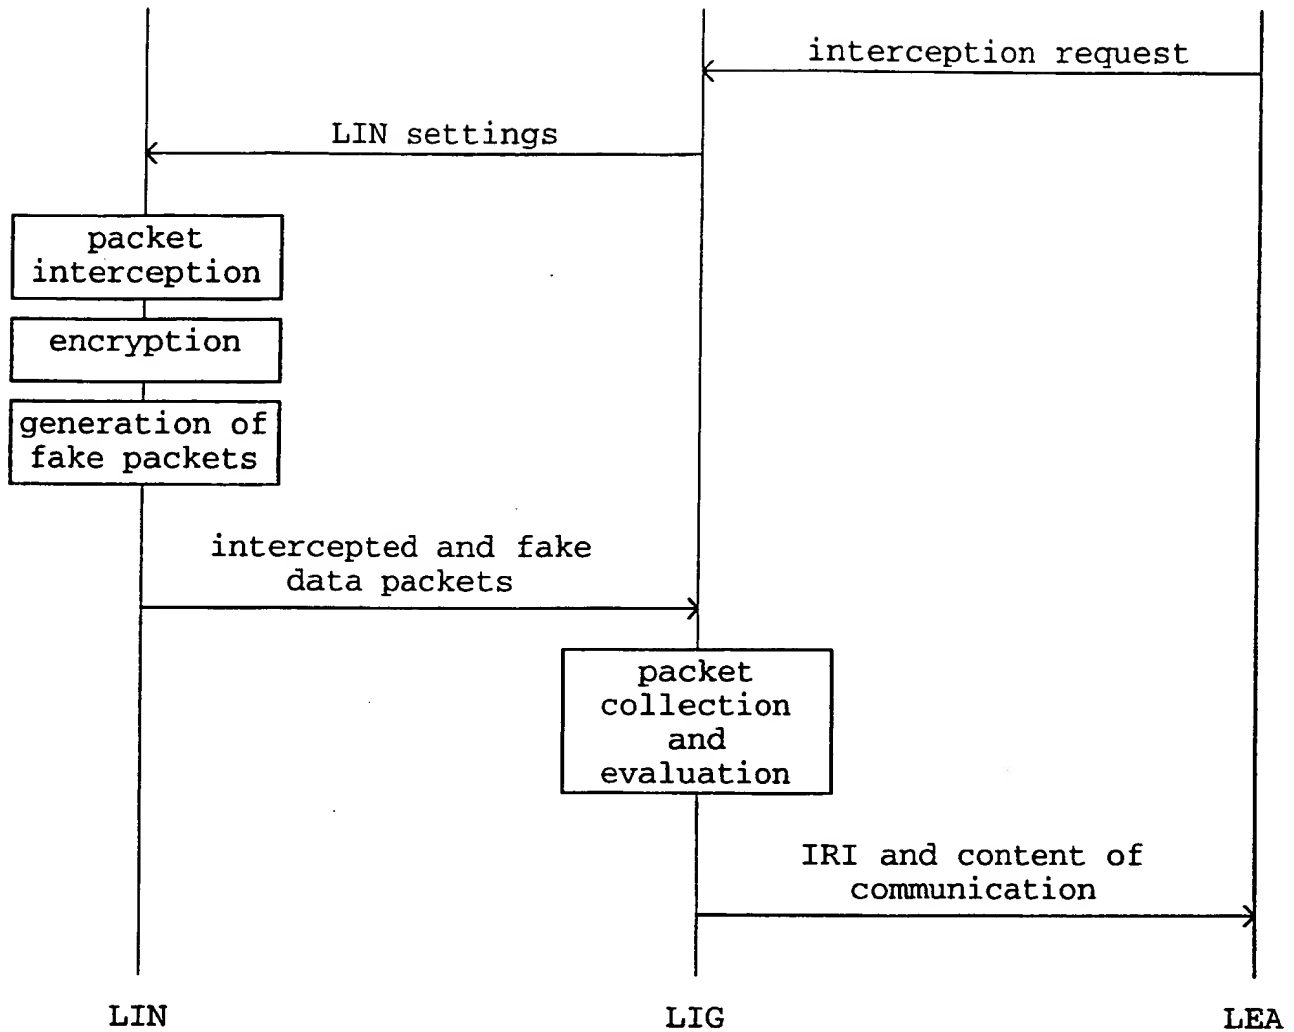 interception request
LIN settings
packet
interception
encryption
generation of
fake packets
intercepted and fake
data packets
packet
collection
and
evaluation
IRI and content of
communication
LIN
LIG
LEA